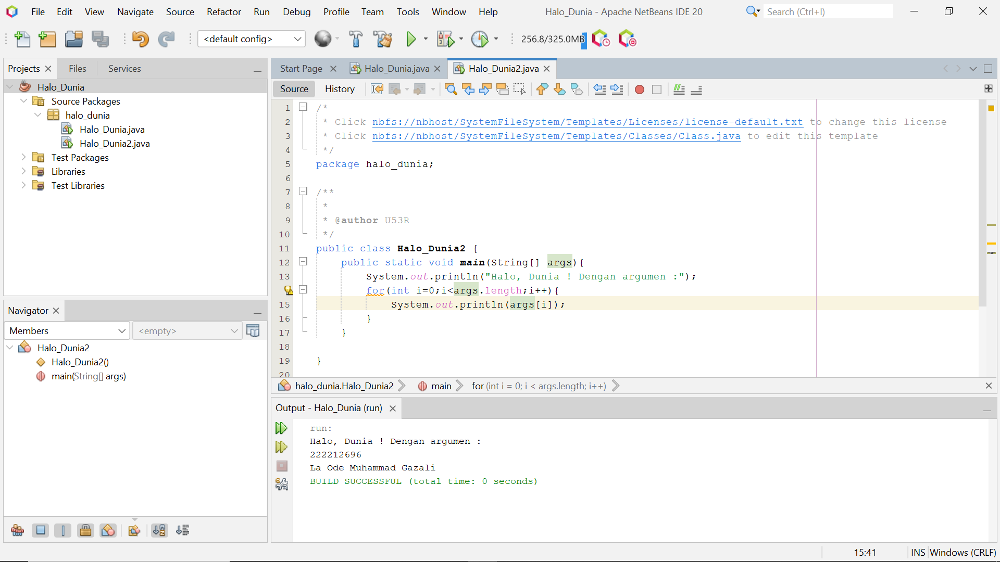 File Edit View Navigate Source Refactor Run Debug Profile Team Tools Window Help Halo_Dunia - Apache NetBeans IDE 20 Search (Ctrl+I)
<default config> 256.8/325.0MB
Projects Files Services
Halo_Dunia
Source Packages
halo_dunia
Halo_Dunia.java
Halo_Dunia2.java
Test Packages
Libraries
Test Libraries
Navigator
Members <empty>
Halo_Dunia2
Halo_Dunia2()
main(String[] args)
Start Page Halo_Dunia.java Halo_Dunia2.java
Source History
1 /*
2 * Click nbfs://nbhost/SystemFileSystem/Templates/Licenses/license-default.txt to change this license
3 * Click nbfs://nbhost/SystemFileSystem/Templates/Classes/Class.java to edit this template
4 */
5 package halo_dunia;
6
7 /**
8 *
9 * @author U53R
10 */
11 public class Halo_Dunia2 {
12 public static void main(String[] args){
13 System.out.println("Halo, Dunia ! Dengan argumen :");
for(int i=0;i<args.length;i++){
15 System.out.println(args[i]);
16 }
17 }
18
19 }
20
halo_dunia.Halo_Dunia2 main for (int i = 0; i < args.length; i++)
Output - Halo_Dunia (run)
run:
Halo, Dunia ! Dengan argumen :
222212696
La Ode Muhammad Gazali
BUILD SUCCESSFUL (total time: 0 seconds)
15:41 INS Windows (CRLF)